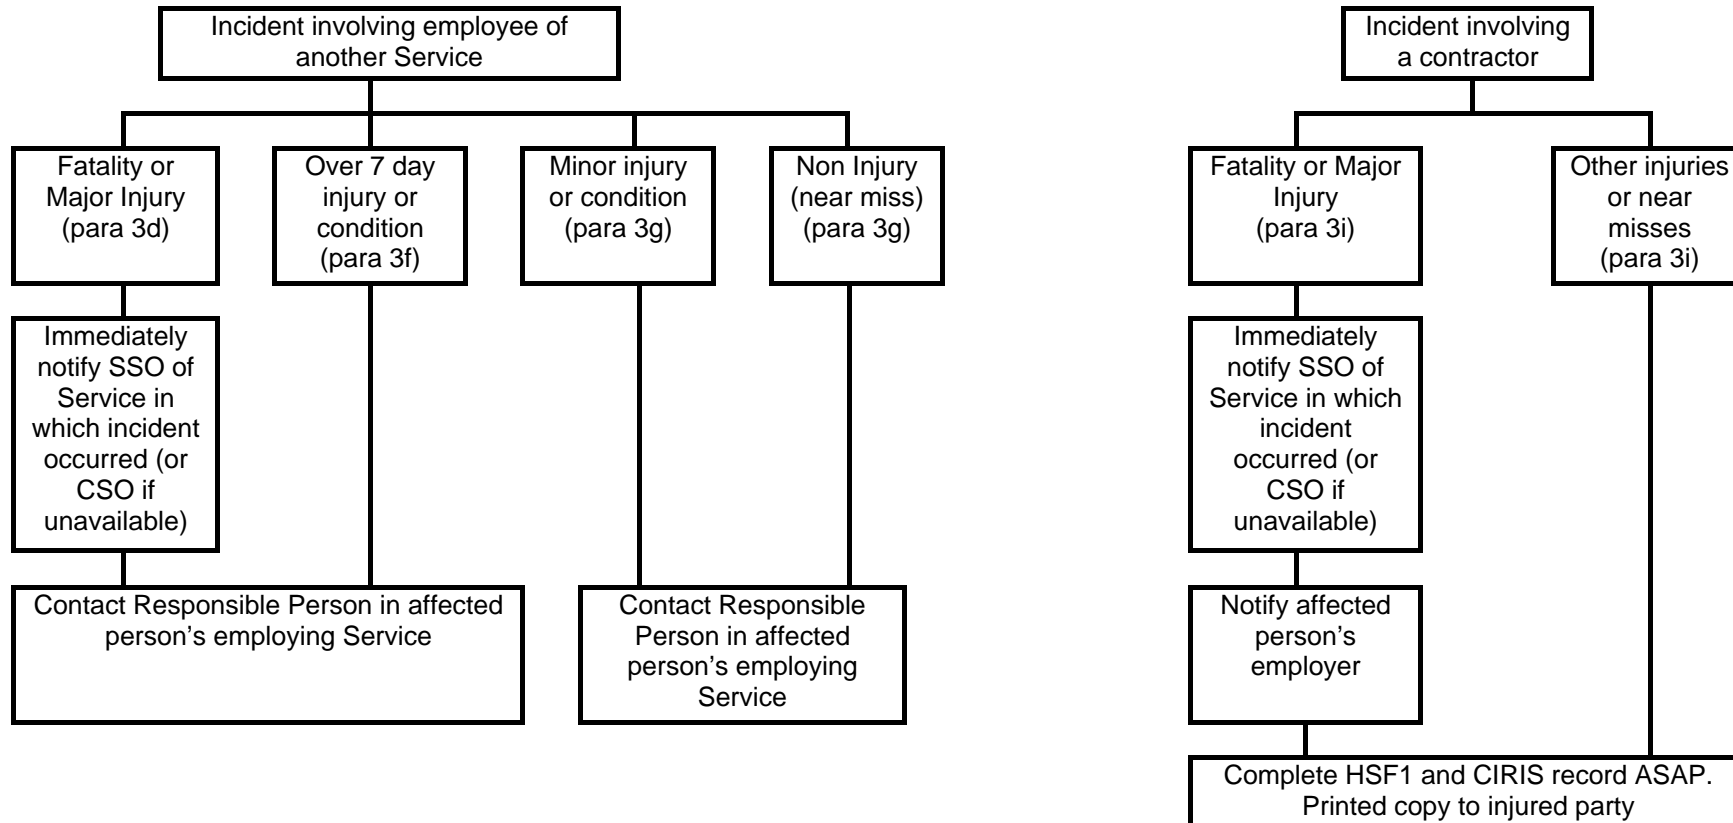 Incident involving employee of
another Service
Incident involving
a contractor
Fatality or
Major Injury
(para 3d)
Over 7 day
injury or
condition
(para 3f)
Minor injury
or condition
(para 3g)
Non Injury
(near miss)
(para 3g)
Fatality or Major
Injury
(para 3i)
Other injuries
or near
misses
(para 3i)
Immediately
notify SSO of
Service in
which incident
occurred (or
CSO if
unavailable)
Immediately
notify SSO of
Service in which
incident
occurred (or
CSO if
unavailable)
Contact Responsible Person in affected
person’s employing Service
Contact Responsible
Person in affected
person’s employing
Service
Notify affected
person’s
employer
Complete HSF1 and CIRIS record ASAP.
Printed copy to injured party